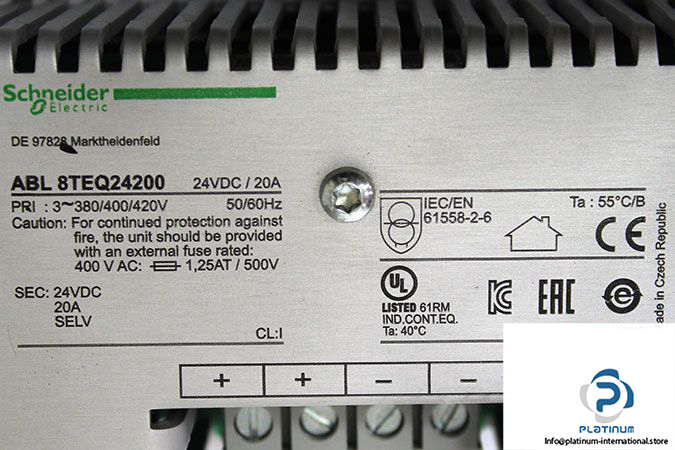 Schneider
Electric
DE 97828 Marktheidenfeld
ABL 8TEQ24200 24VDC / 20A
PRI : 3~380/400/420V 50/60Hz
Caution: For continued protection against
fire, the unit should be provided
with an external fuse rated:
400 V AC: 1,25AT / 500V
SEC: 24VDC
20A
SELV
CL:I
IEC/EN
61558-2-6
Ta : 55°C/B
CE
UL
LISTED 61RM
IND.CONT.EQ.
Ta: 40°C
EAC
ade in Czech Republic
+ + − −
PLATINUM
Info@platinum-international.store